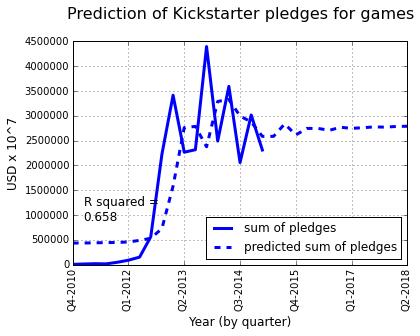 Prediction of Kickstarter pledges for games
4500000
4000000
3500000
3000000
2500000
2000000
1500000
1000000
500000
0
USD x 10^7
R squared =
0.658
sum of pledges
predicted sum of pledges
Q4-2010
Q1-2012
Q2-2013
Q3-2014
Q4-2015
Q1-2017
Q2-2018
Year (by quarter)